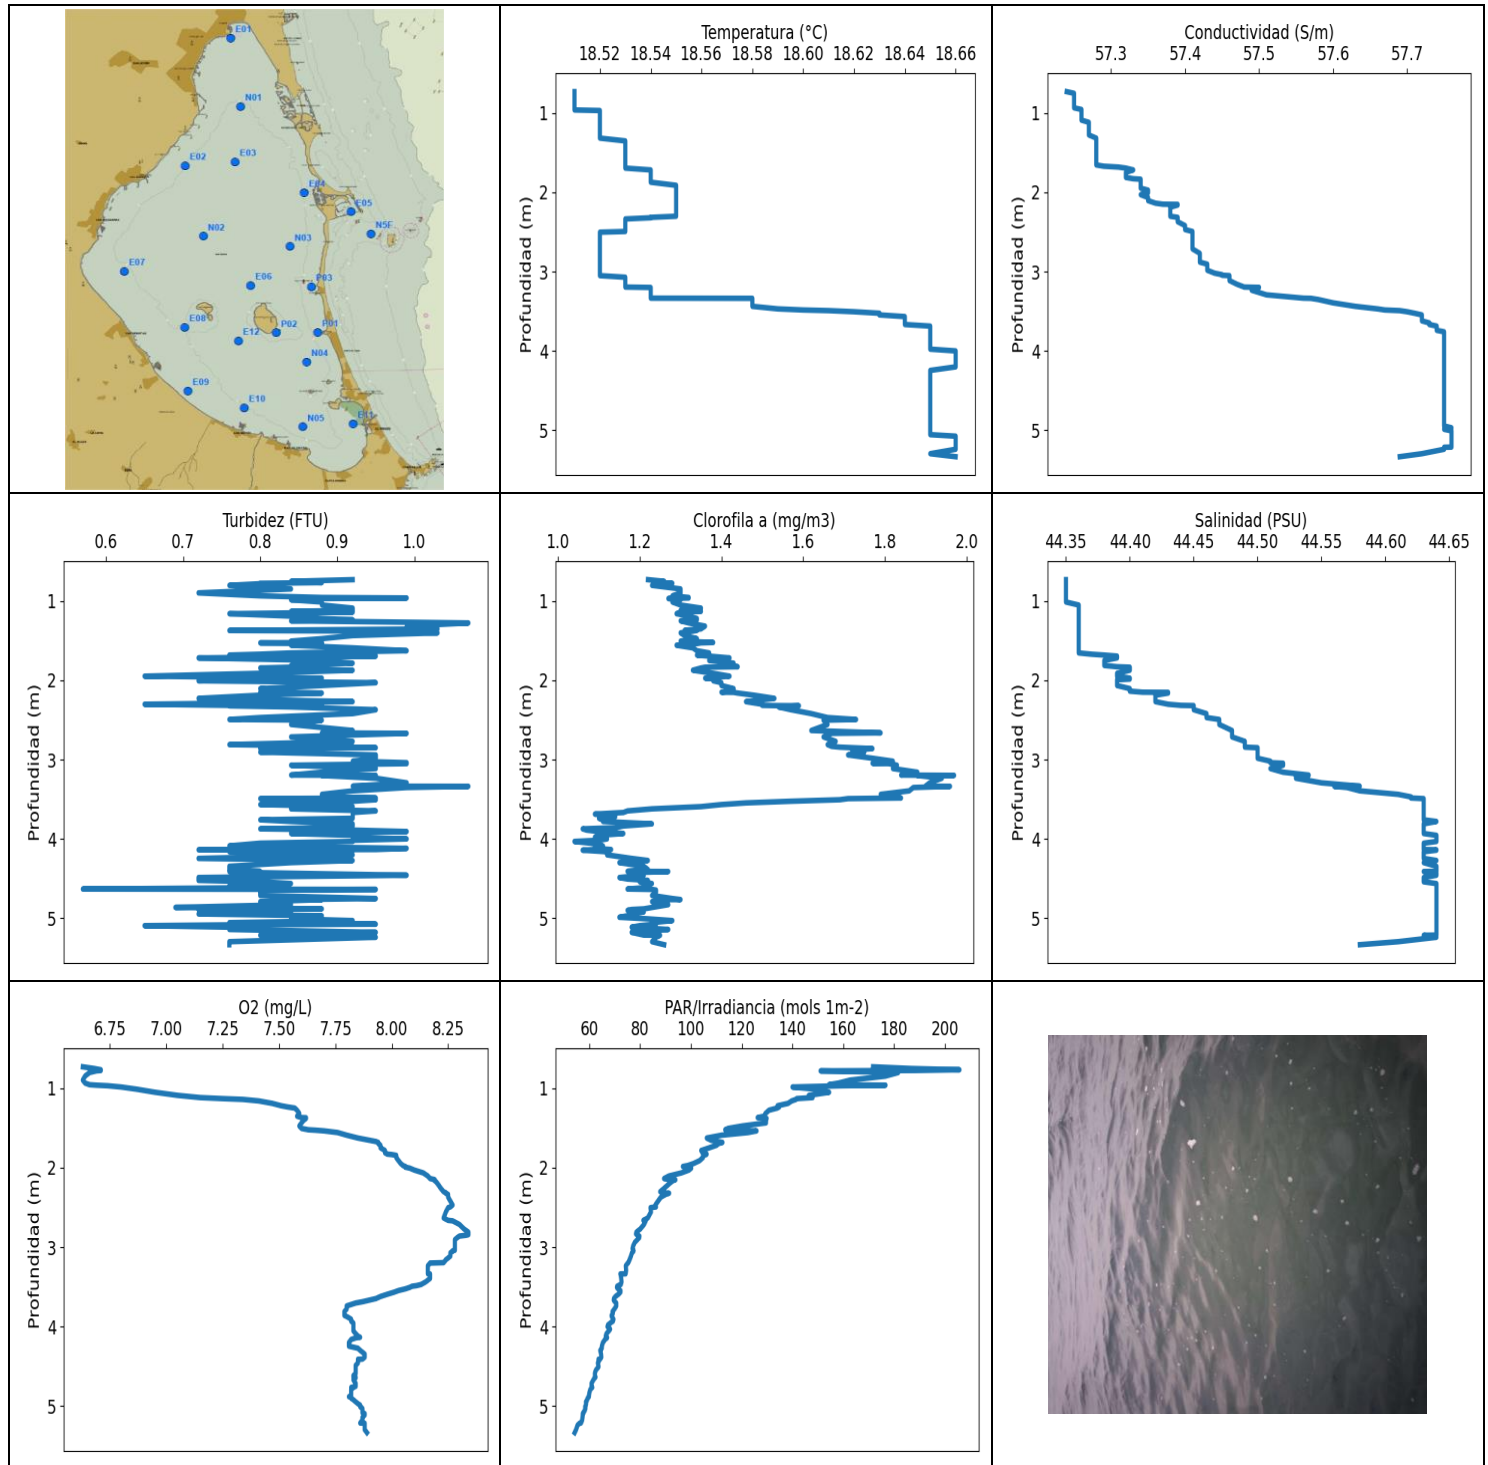 E01
N01
E02
E03
E04
E05
N5E
N02
N03
E07
E06
P03
E08
P02
P01
E12
N04
E09
E10
N05
E11
Temperatura (°C)
18.52 18.54 18.56 18.58 18.60 18.62 18.64 18.66
Profundidad (m)
1
2
3
4
5
Conductividad (S/m)
57.3 57.4 57.5 57.6 57.7
Profundidad (m)
1
2
3
4
5
Turbidez (FTU)
0.6 0.7 0.8 0.9 1.0
Profundidad (m)
1
2
3
4
5
Clorofila a (mg/m3)
1.0 1.2 1.4 1.6 1.8 2.0
Profundidad (m)
1
2
3
4
5
Salinidad (PSU)
44.35 44.40 44.45 44.50 44.55 44.60 44.65
Profundidad (m)
1
2
3
4
5
O2 (mg/L)
6.75 7.00 7.25 7.50 7.75 8.00 8.25
Profundidad (m)
1
2
3
4
5
PAR/Irradiancia (mols 1m-2)
60 80 100 120 140 160 180 200
Profundidad (m)
1
2
3
4
5